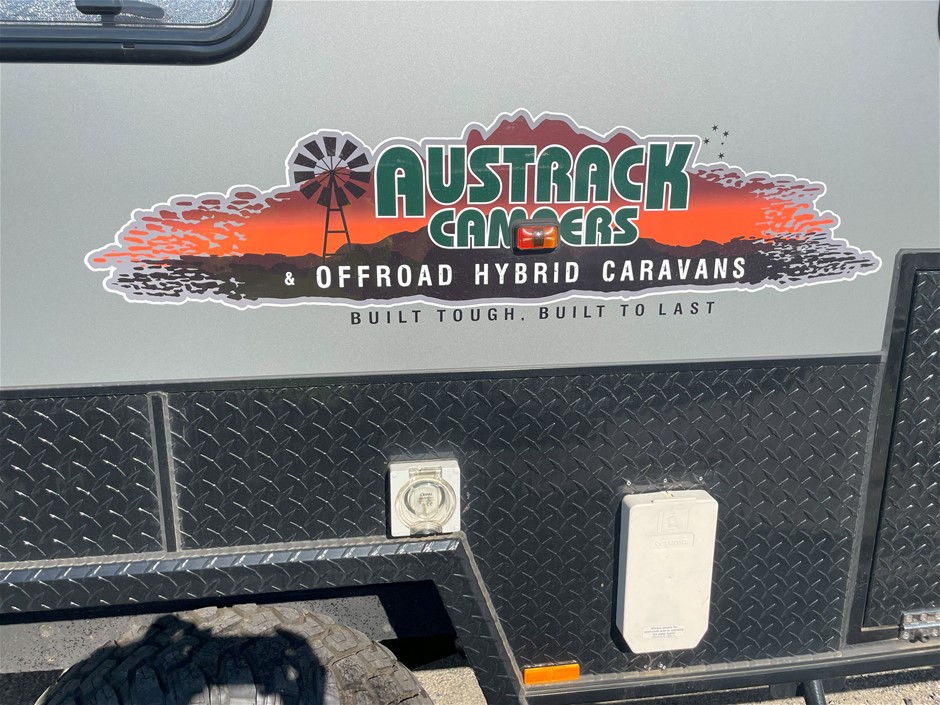 AUSTRACK
CAMPERS
& OFFROAD HYBRID CARAVANS
BUILT TOUGH. BUILT TO LAST